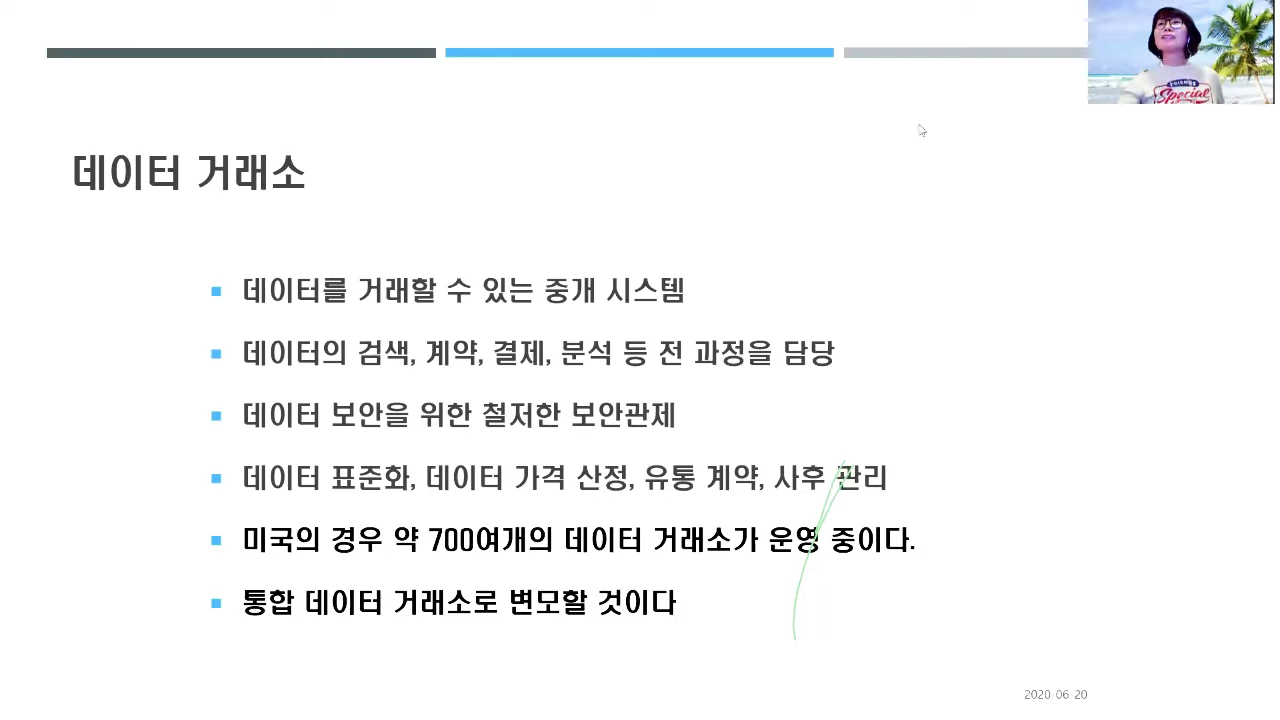 FRIENDS
Special
데이터 거래소
데이터를 거래할 수 있는 중개 시스템
데이터의 검색, 계약, 결제, 분석 등 전 과정을 담당
데이터 보안을 위한 철저한 보안관제
데이터 표준화, 데이터 가격 산정, 유통 계약, 사후 관리
미국의 경우 약 700여개의 데이터 거래소가 운영 중이다.
통합 데이터 거래소로 변모할 것이다
2020-06-20